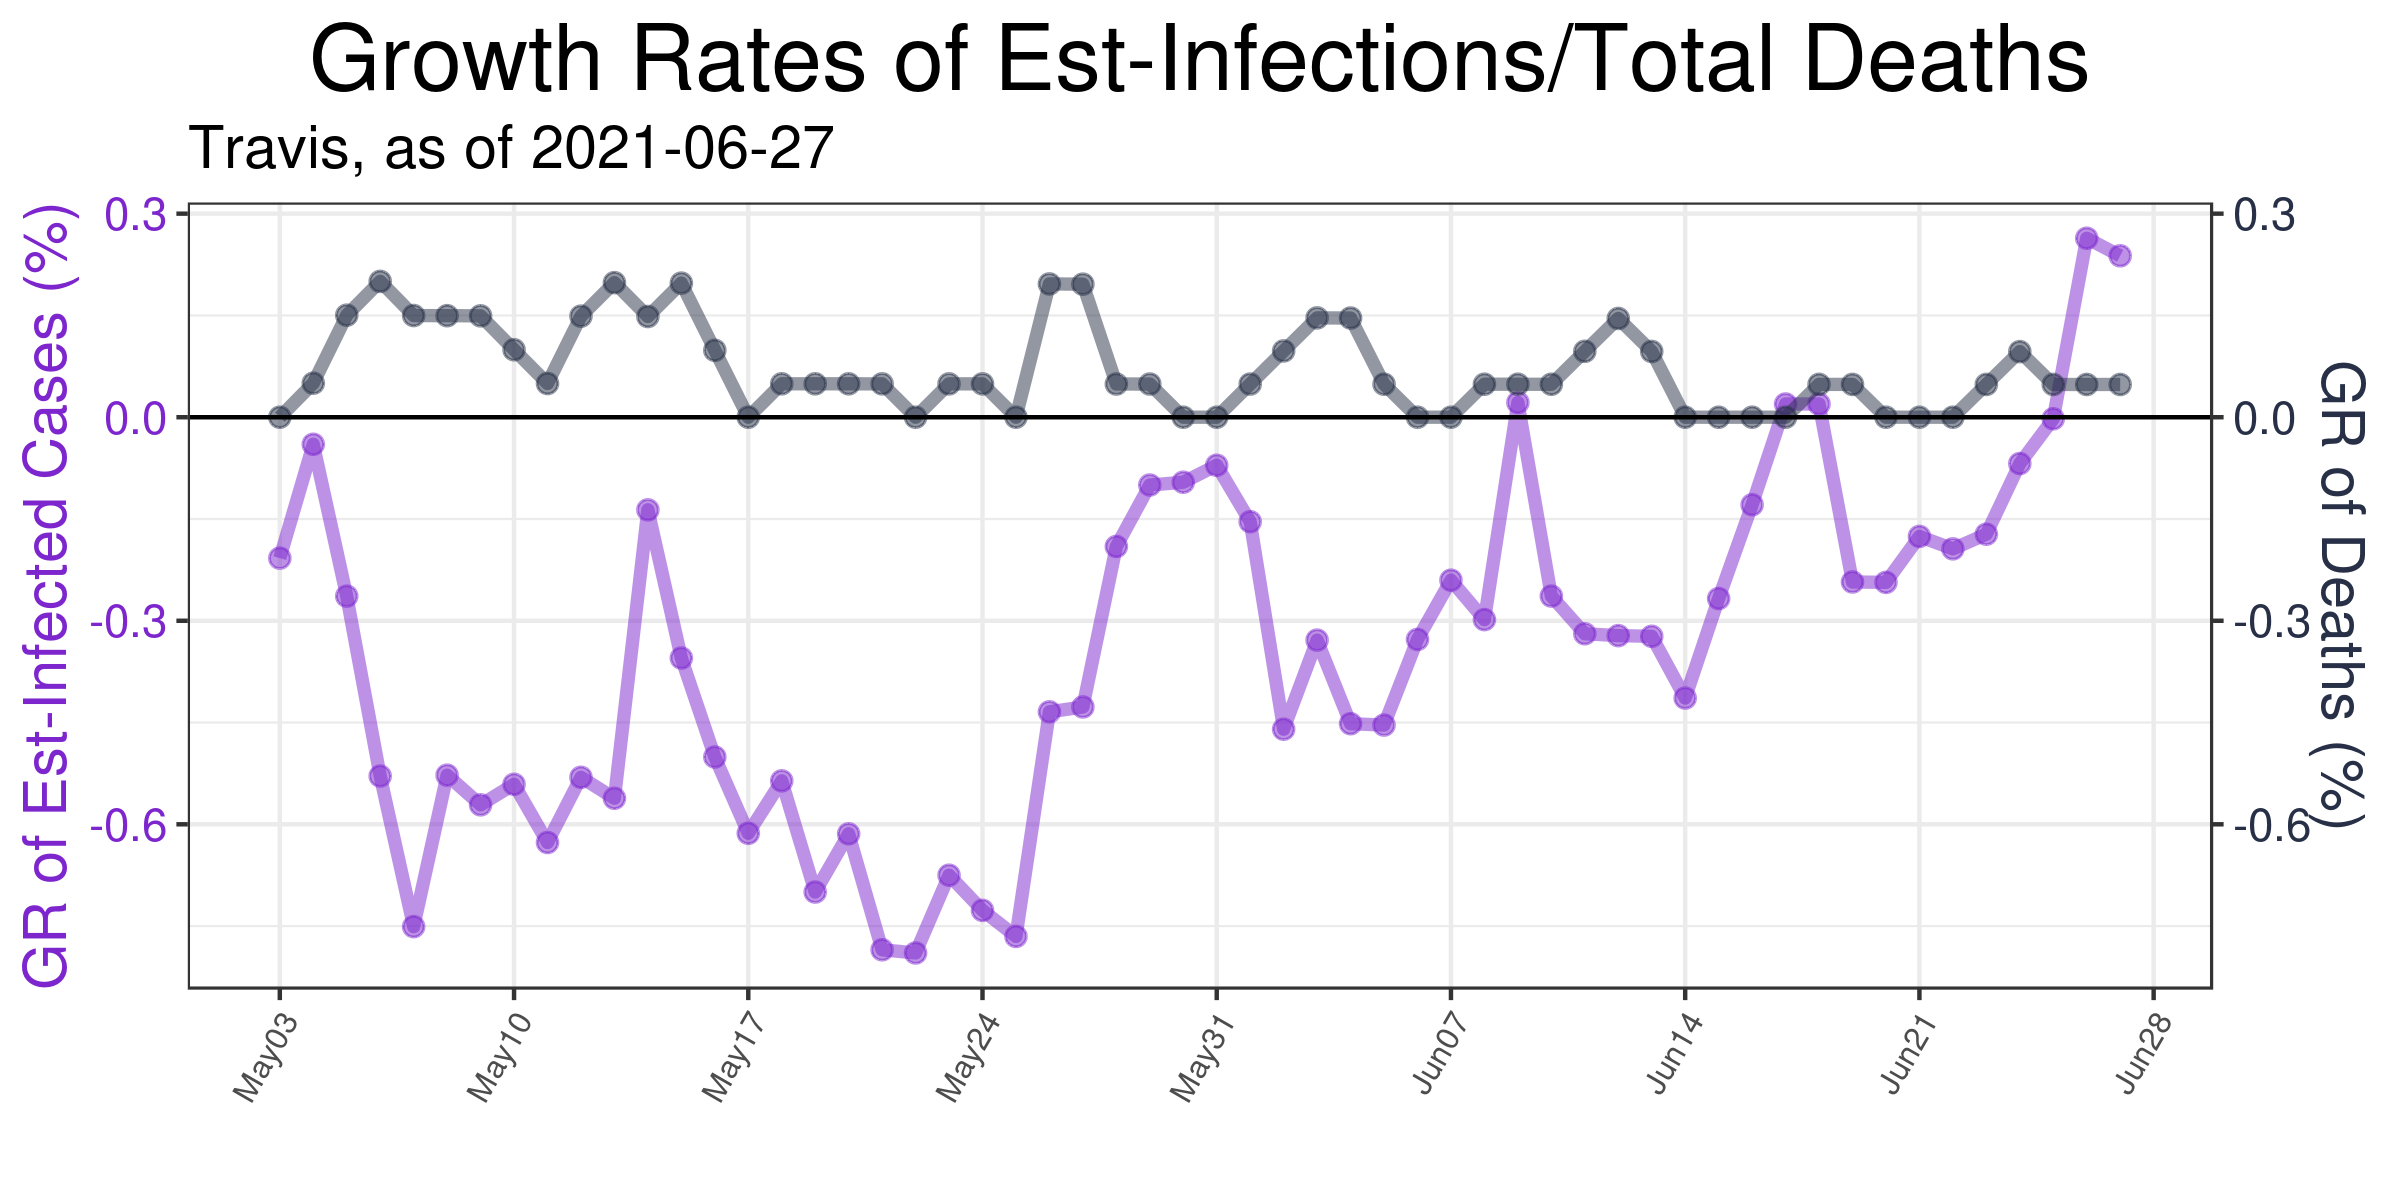 Growth Rates of Est-Infections/Total Deaths
Travis, as of 2021-06-27
GR of Est-Infected Cases (%)
0.3
0.0
-0.3
-0.6
0.3
0.0
-0.3
-0.6
GR of Deaths (%)
May03
May10
May17
May24
May31
Jun07
Jun14
Jun21
Jun28